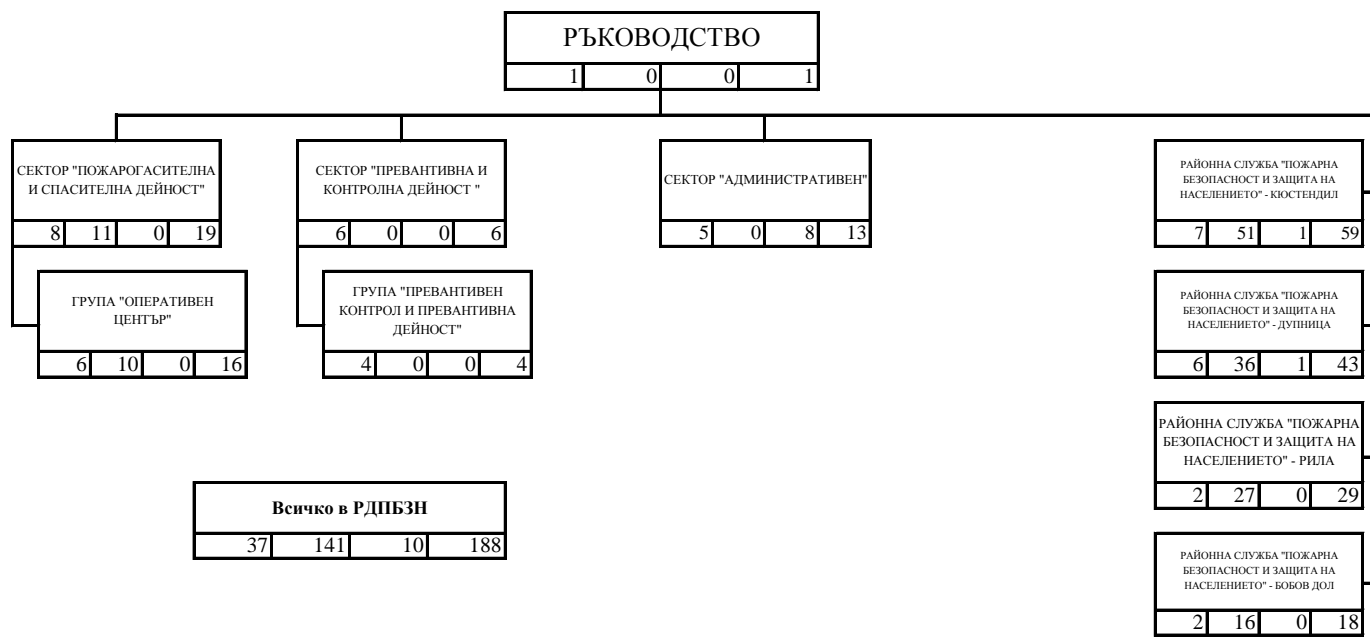 РЪКОВОДСТВО
1 0 0 1
СЕКТОР "ПОЖАРОГАСИТЕЛНА
И СПАСИТЕЛНА ДЕЙНОСТ"
8 11 0 19
СЕКТОР "ПРЕВАНТИВНА И
КОНТРОЛНА ДЕЙНОСТ "
6 0 0 6
СЕКТОР "АДМИНИСТРАТИВЕН"
5 0 8 13
РАЙОННА СЛУЖБА "ПОЖАРНА
БЕЗОПАСНОСТ И ЗАЩИТА НА
НАСЕЛЕНИЕТО" - КЮСТЕНДИЛ
7 51 1 59
ГРУПА "ОПЕРАТИВЕН
ЦЕНТЪР"
6 10 0 16
ГРУПА "ПРЕВАНТИВЕН
КОНТРОЛ И ПРЕВАНТИВНА
ДЕЙНОСТ"
4 0 0 4
РАЙОННА СЛУЖБА "ПОЖАРНА
БЕЗОПАСНОСТ И ЗАЩИТА НА
НАСЕЛЕНИЕТО" - ДУПНИЦА
6 36 1 43
РАЙОННА СЛУЖБА "ПОЖАРНА
БЕЗОПАСНОСТ И ЗАЩИТА НА
НАСЕЛЕНИЕТО" - РИЛА
2 27 0 29
Всичко в РДПБЗН
37 141 10 188
РАЙОННА СЛУЖБА "ПОЖАРНА
БЕЗОПАСНОСТ И ЗАЩИТА НА
НАСЕЛЕНИЕТО" - БОБОВ ДОЛ
2 16 0 18